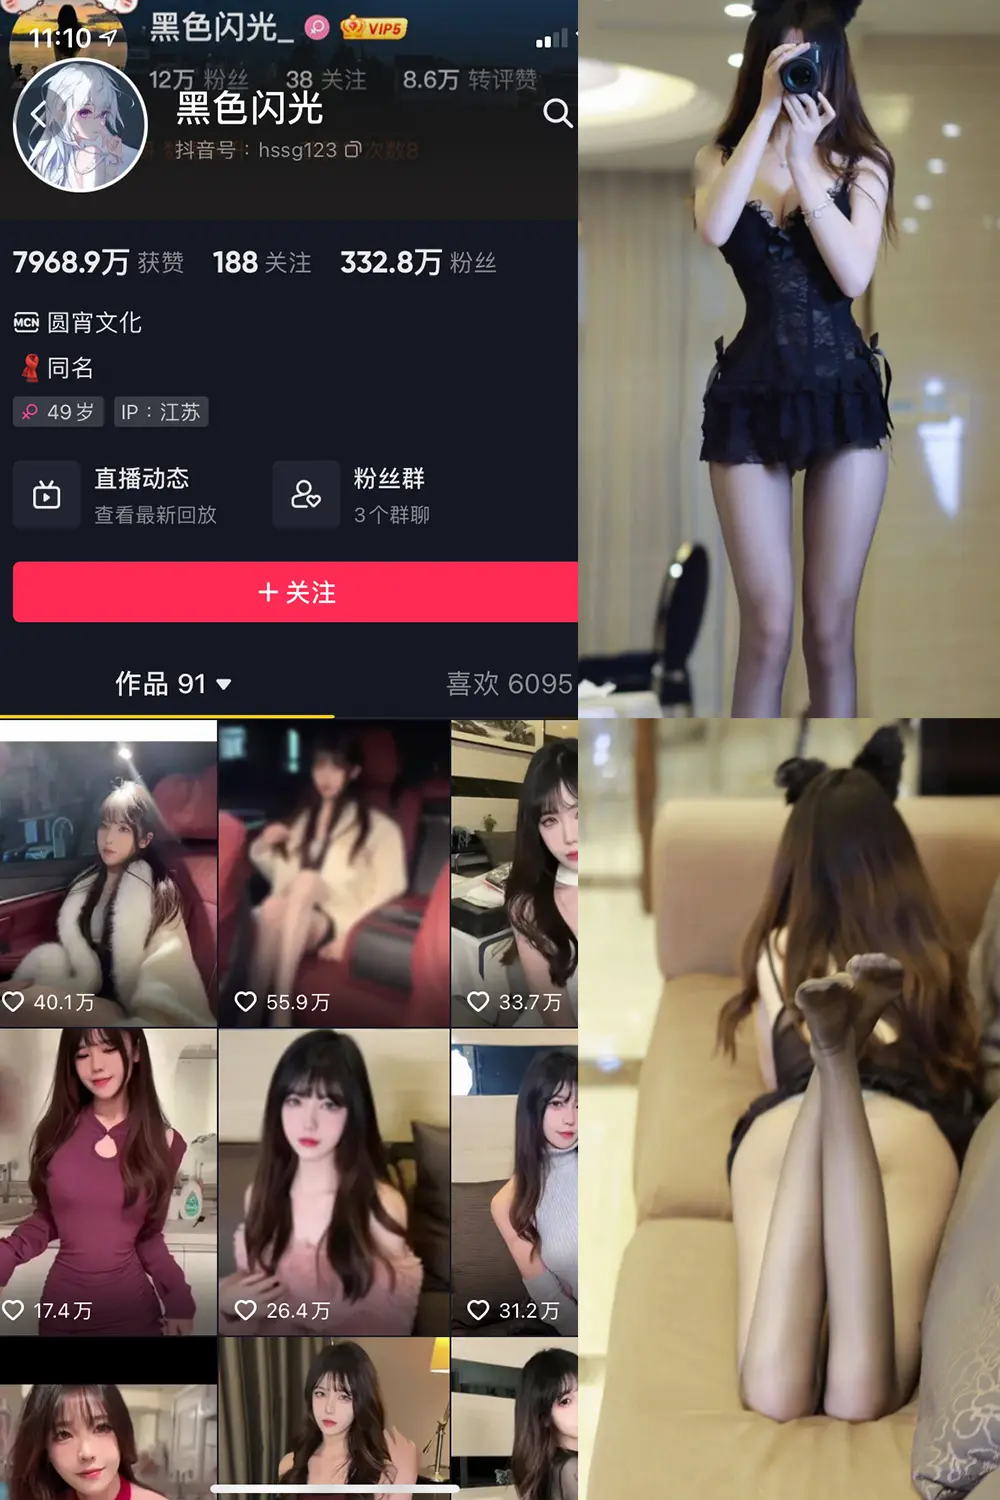 11:10
黑色闪光_ VIP5
12万 粉丝 38 关注 8.6万 转评赞
黑色闪光
抖音号：hssg123
次数8
7968.9万 获赞 188 关注 332.8万 粉丝
MCN 圆宵文化
同名
49岁 IP：江苏
直播动态
查看最新回放
粉丝群
3个群聊
+ 关注
作品 91
喜欢 6095
40.1万
55.9万
33.7万
17.4万
26.4万
31.2万